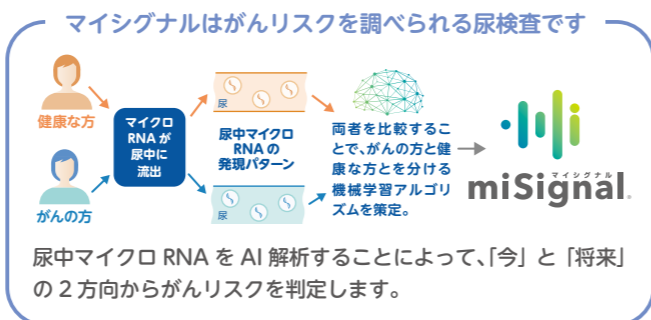 マイシグナルはがんリスクを調べられる尿検査です
健康な方
がんの方
マイクロ
RNA が
尿中に
流出
尿
尿中マイクロ
RNA の
発現パターン
尿
両者を比較するこ
とで、がんの方と健
康な方とを分ける
機械学習アルゴリ
ズムを策定。
マイシグナル
miSignal®
尿中マイクロ RNA を AI 解析することによって、「今」と「将来」
の 2 方向からがんリスクを判定します。